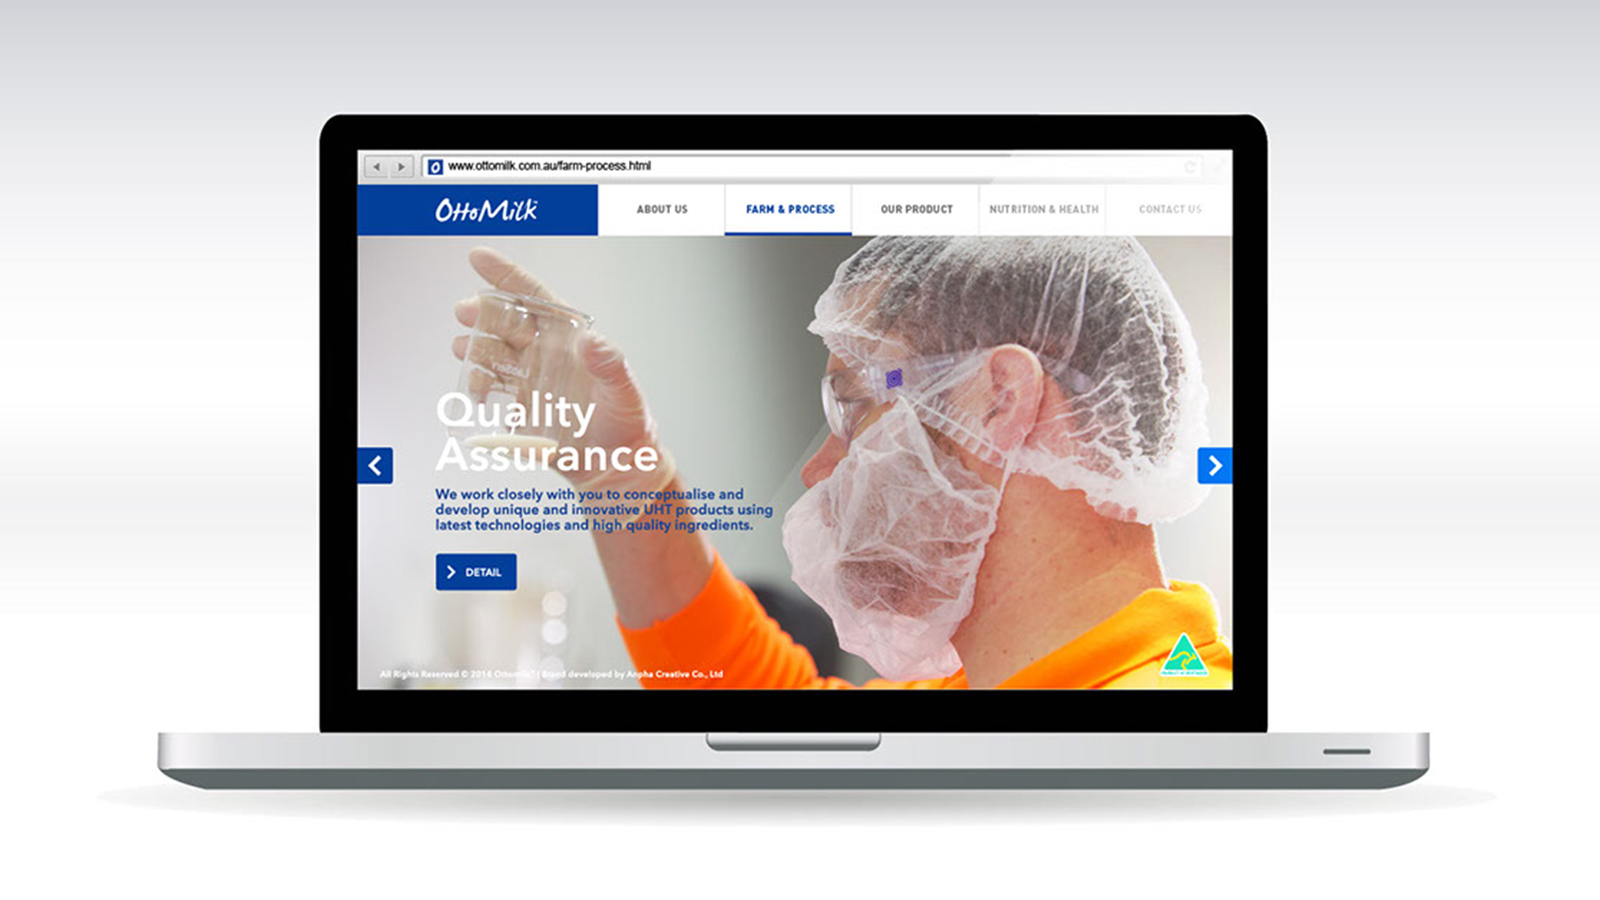 www.ottomilk.com.au/farm-process.html
OttoMilk™
ABOUT US
FARM & PROCESS
OUR PRODUCT
NUTRITION & HEALTH
CONTACT US
Quality
Assurance
We work closely with you to conceptualise and
develop unique and innovative UHT products using
latest technologies and high quality ingredients.
DETAIL
All Rights Reserved © 2014 Ottomilk | Brand developed by Anpha Creative Co., Ltd